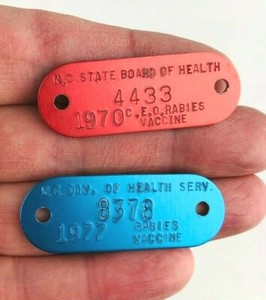 N.C. STATE BOARD OF HEALTH
4433
1970 C.E.O. RABIES
VACCINE
N.C. DIV. OF HEALTH SERV.
8378
1977 RABIES
VACCINE